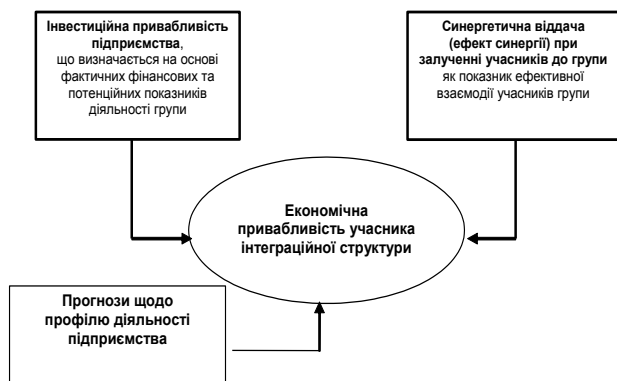 Інвестиційна привабливість
підприємства,
що визначається на основі
фактичних фінансових та
потенційних показників
діяльності групи
Синергетична віддача
(ефект синергії) при
залученні учасників до групи
як показник ефективної
взаємодії учасників групи
Економічна
привабливість учасника
інтеграційної структури
Прогнози щодо
профілю діяльності
підприємства